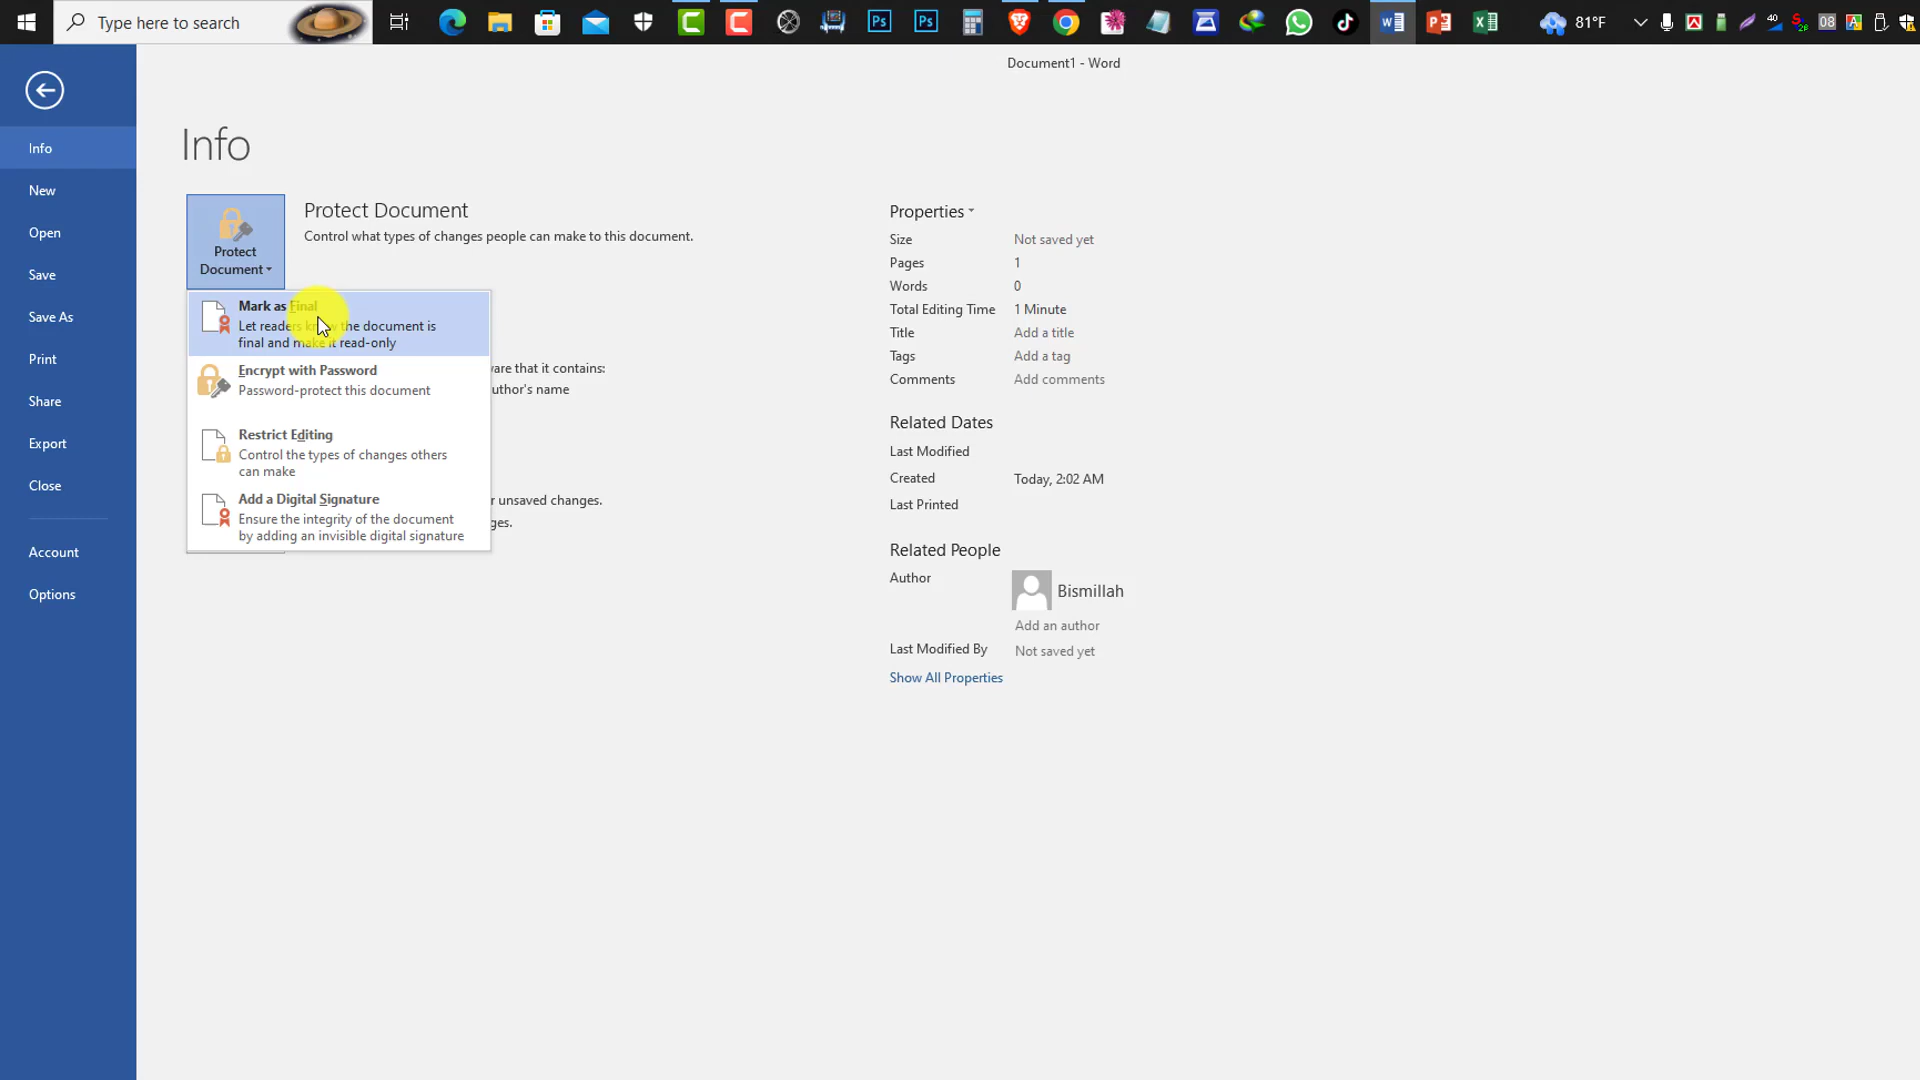 Type here to search
Ps
Ps
81°F
40
08
A
Document1 - Word
Info
New
Open
Save
Save As
Print
Share
Export
Close
Account
Options
Info
Protect
Document
Protect Document
Control what types of changes people can make to this document.
Mark as Final
Let readers know the document is
final and make it read-only
Encrypt with Password
Password-protect this document
Restrict Editing
Control the types of changes others
can make
Add a Digital Signature
Ensure the integrity of the document
by adding an invisible digital signature
are that it contains:
uthor's name
r unsaved changes.
ges.
Properties
Size Not saved yet
Pages 1
Words 0
Total Editing Time 1 Minute
Title Add a title
Tags Add a tag
Comments Add comments
Related Dates
Last Modified
Created Today, 2:02 AM
Last Printed
Related People
Author Bismillah
Add an author
Last Modified By Not saved yet
Show All Properties